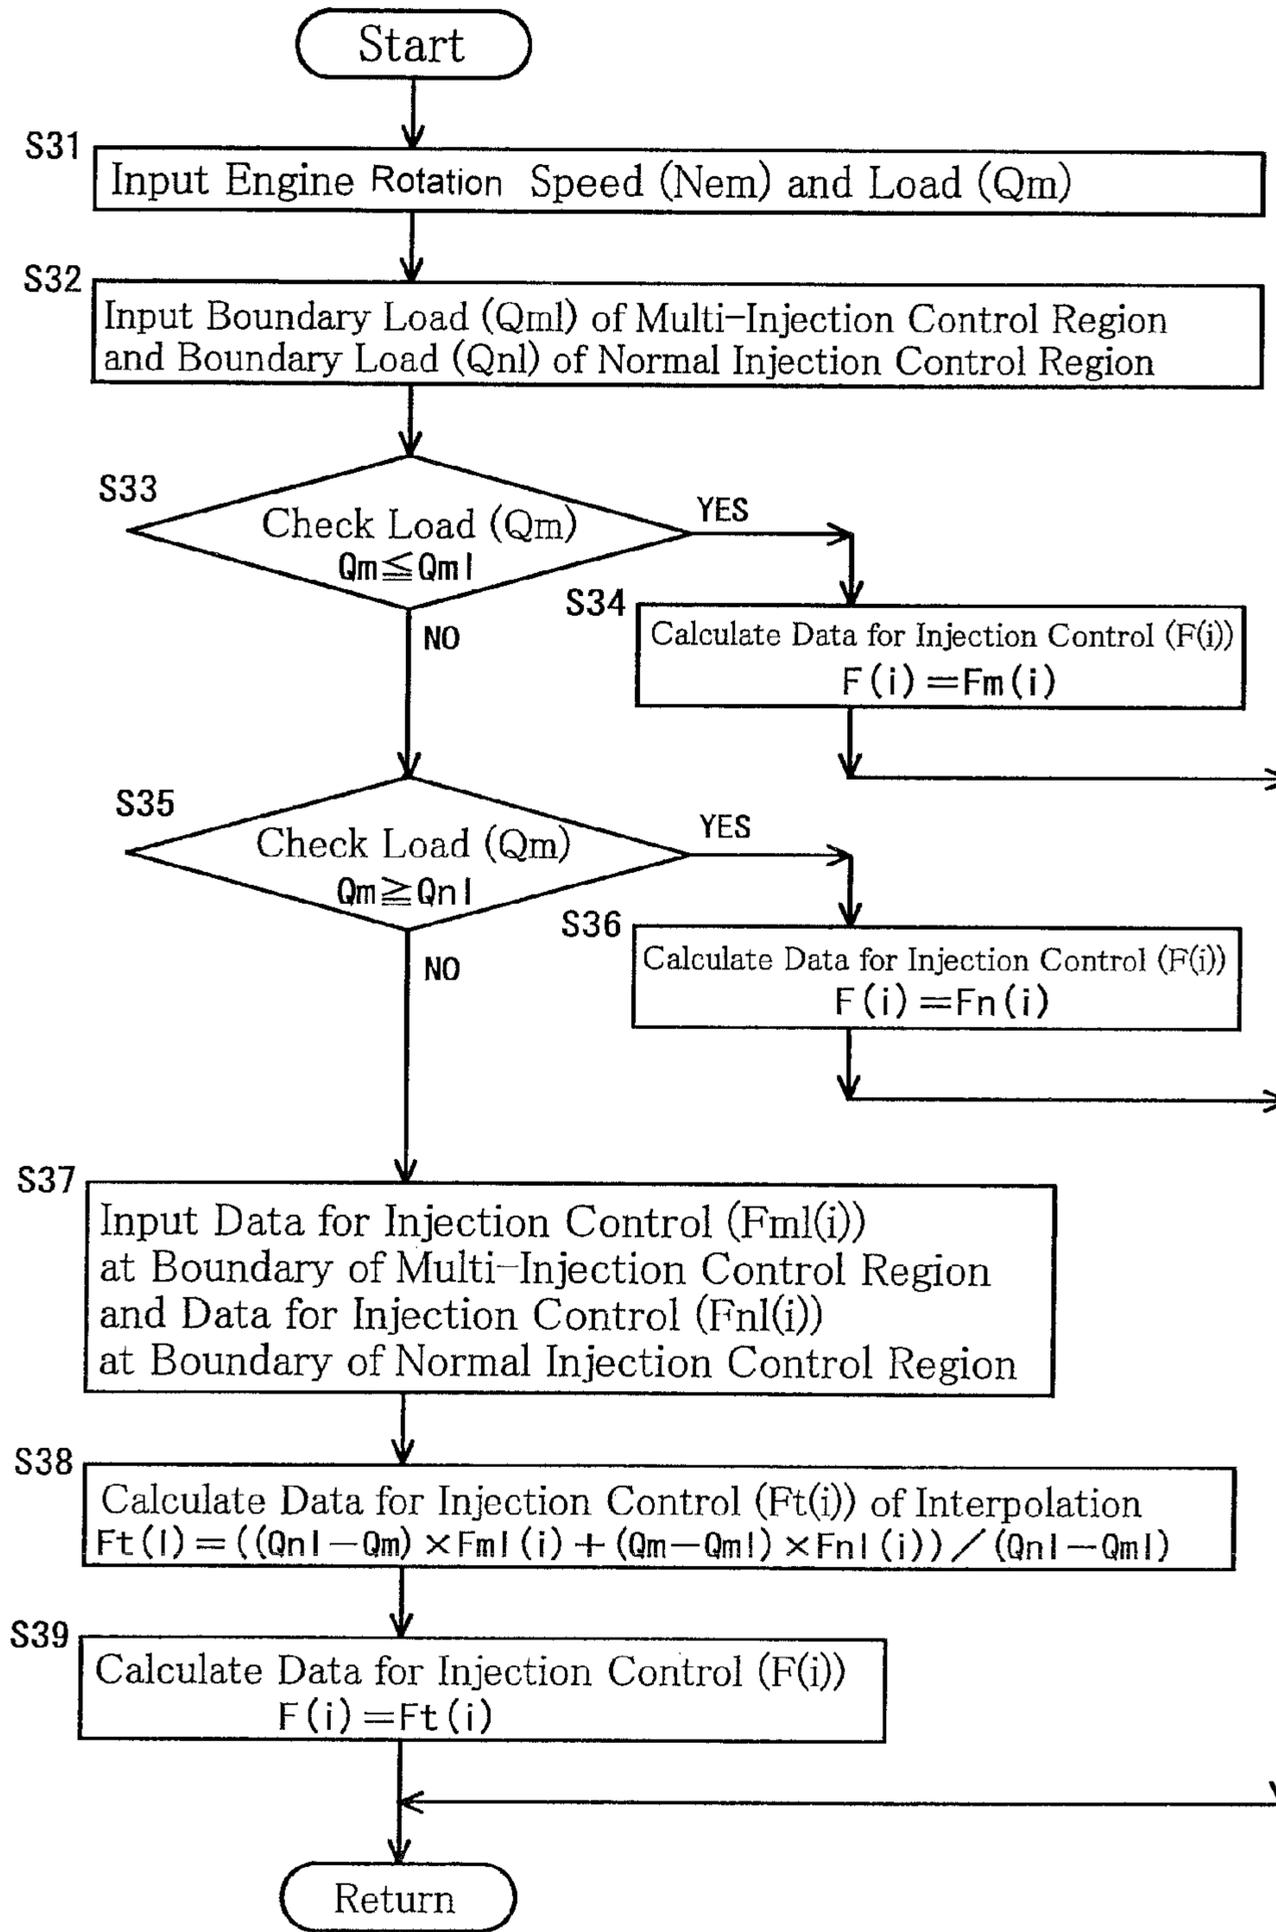 Start
S31
Input Engine Rotation Speed (Nem) and Load (Qm)
S32
Input Boundary Load (Qml) of Multi-Injection Control Region
and Boundary Load (Qnl) of Normal Injection Control Region
S33
Check Load (Qm)
Qm≦Qml
YES
NO
S34
Calculate Data for Injection Control (F(i))
F(i)=Fm(i)
S35
Check Load (Qm)
Qm≧Qnl
YES
NO
S36
Calculate Data for Injection Control (F(i))
F(i)=Fn(i)
S37
Input Data for Injection Control (Fml(i))
at Boundary of Multi-Injection Control Region
and Data for Injection Control (Fnl(i))
at Boundary of Normal Injection Control Region
S38
Calculate Data for Injection Control (Ft(i)) of Interpolation
Ft(l)=((Qnl-Qm)×Fml(i)+(Qm-Qml)×Fnl(i))/(Qnl-Qml)
S39
Calculate Data for Injection Control (F(i))
F(i)=Ft(i)
Return